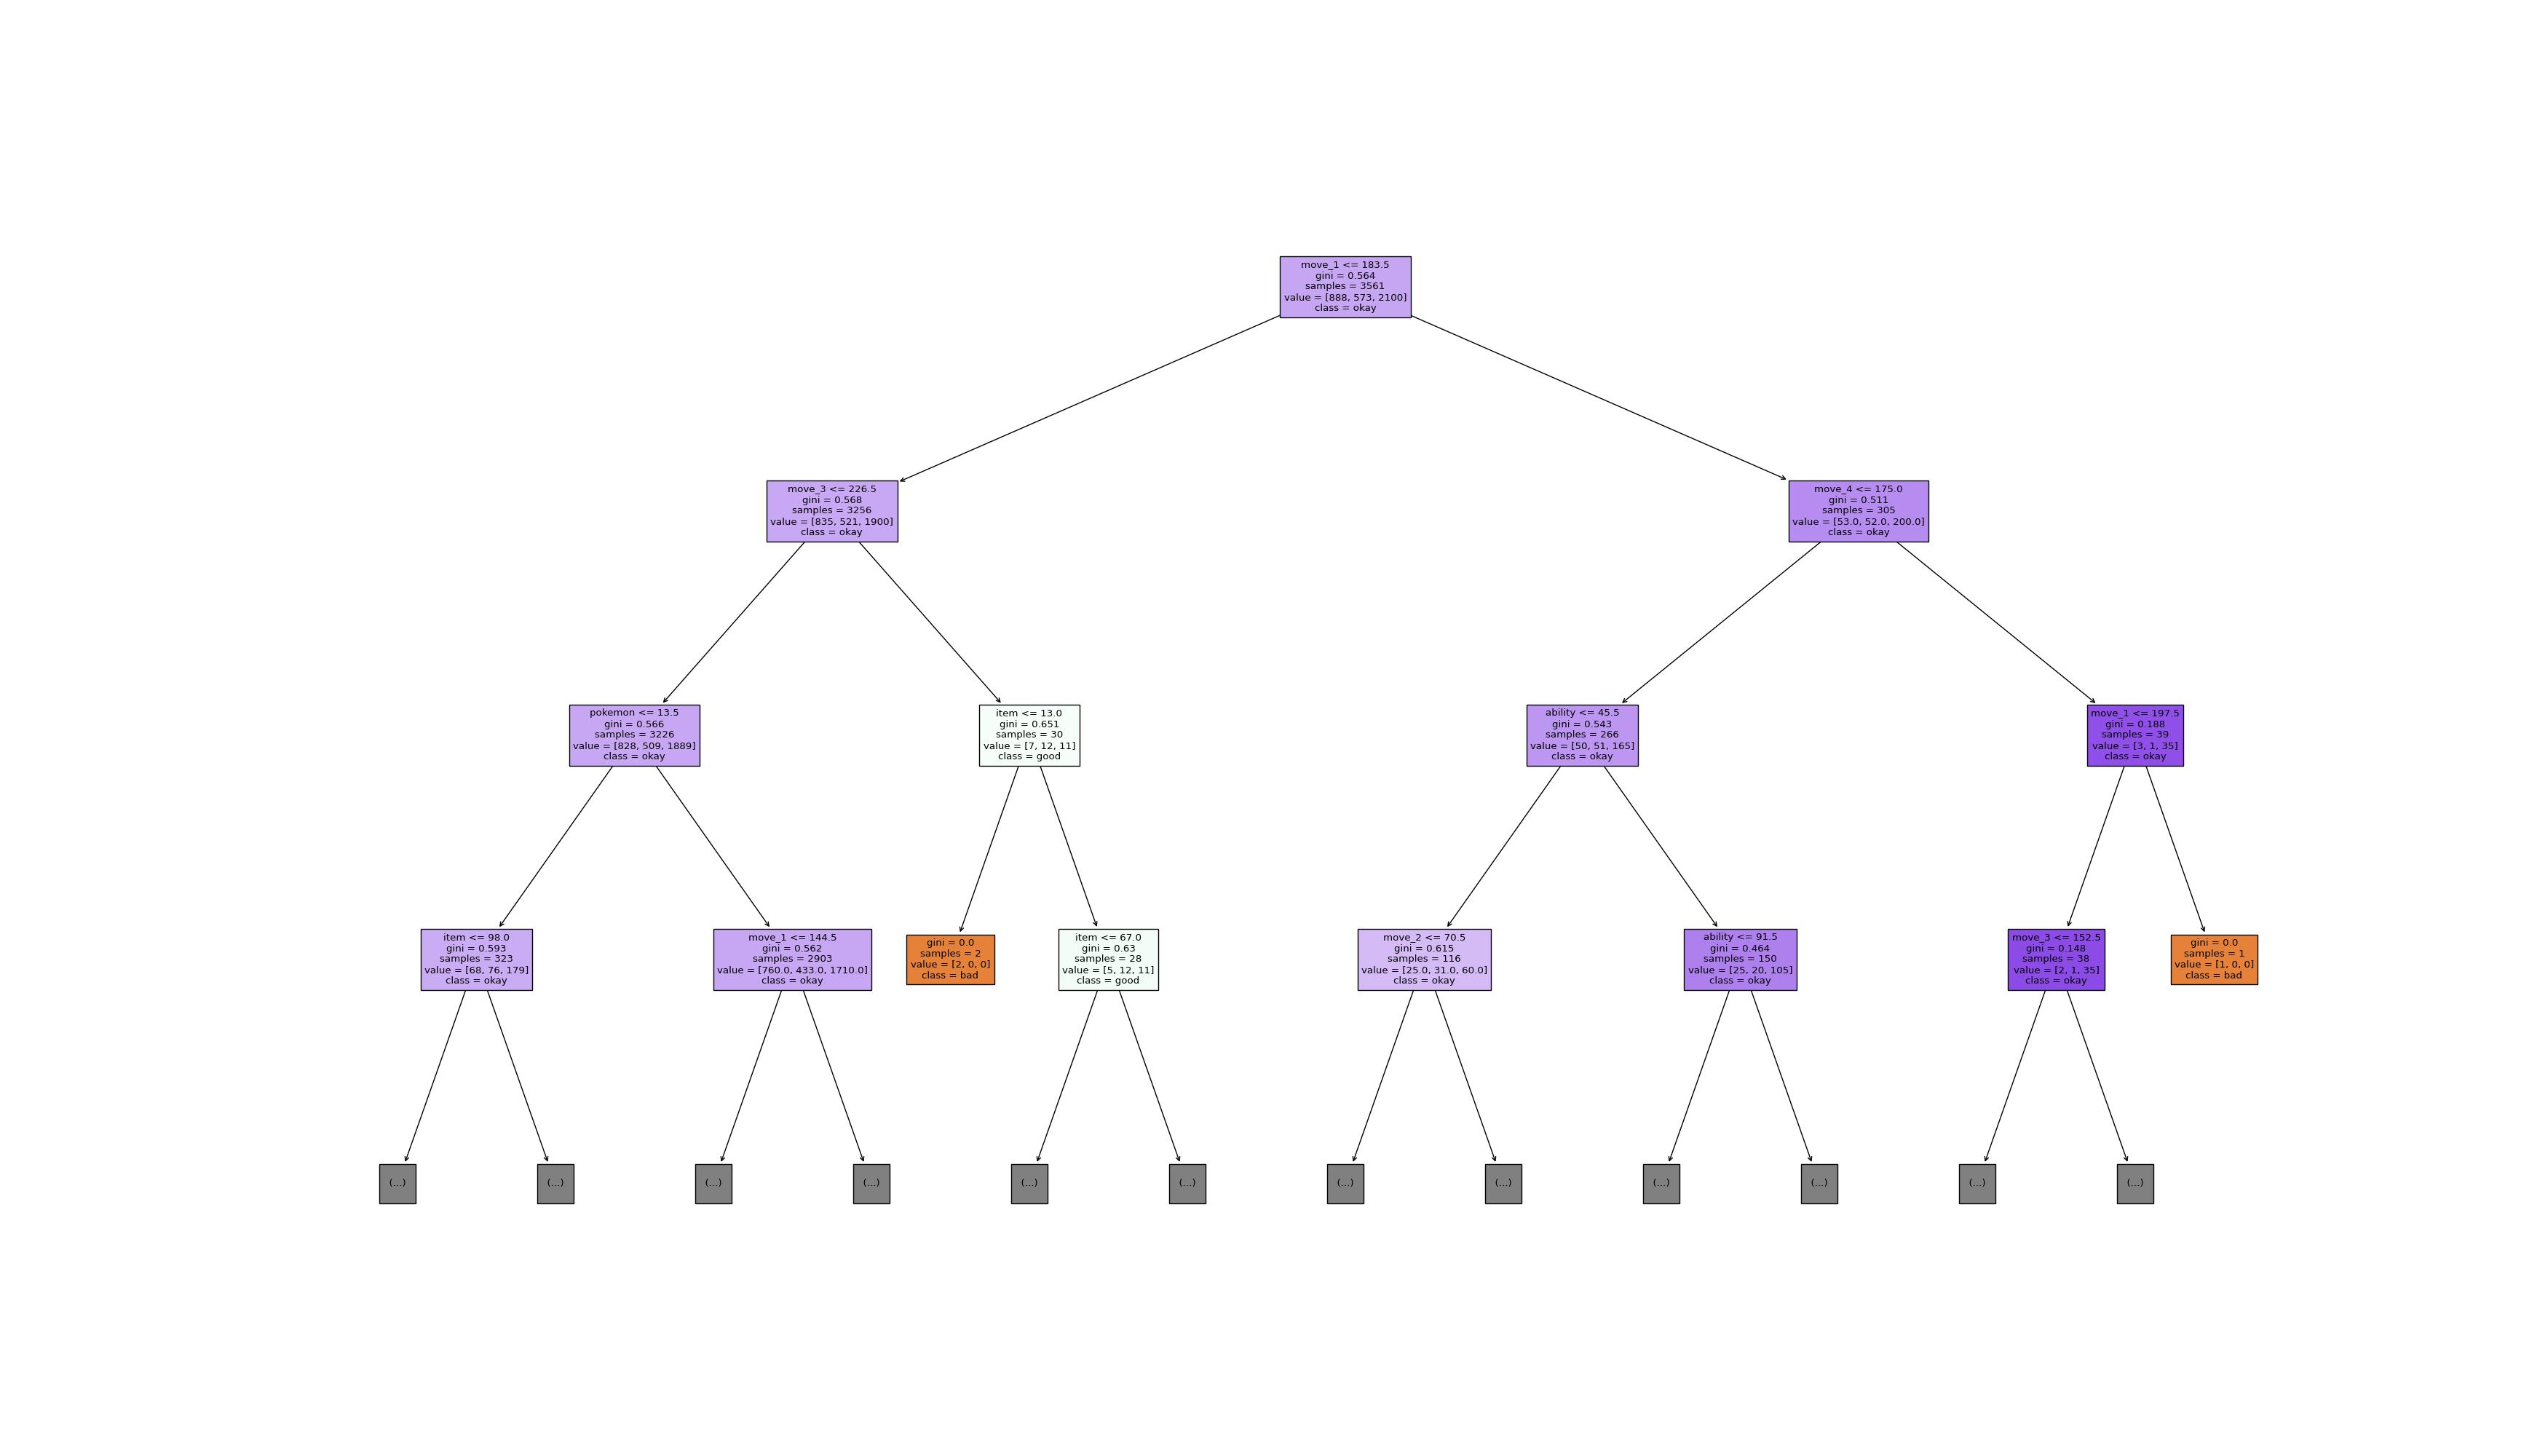 move_1 <= 183.5
gini = 0.564
samples = 3561
value = [888, 573, 2100]
class = okay
move_3 <= 226.5
gini = 0.568
samples = 3256
value = [835, 521, 1900]
class = okay
move_4 <= 175.0
gini = 0.511
samples = 305
value = [53.0, 52.0, 200.0]
class = okay
pokemon <= 13.5
gini = 0.566
samples = 3226
value = [828, 509, 1889]
class = okay
item <= 13.0
gini = 0.651
samples = 30
value = [7, 12, 11]
class = good
ability <= 45.5
gini = 0.543
samples = 266
value = [50, 51, 165]
class = okay
move_1 <= 197.5
gini = 0.188
samples = 39
value = [3, 1, 35]
class = okay
item <= 98.0
gini = 0.593
samples = 323
value = [68, 76, 179]
class = okay
move_1 <= 144.5
gini = 0.562
samples = 2903
value = [760.0, 433.0, 1710.0]
class = okay
gini = 0.0
samples = 2
value = [2, 0, 0]
class = bad
item <= 67.0
gini = 0.63
samples = 28
value = [5, 12, 11]
class = good
move_2 <= 70.5
gini = 0.615
samples = 116
value = [25.0, 31.0, 60.0]
class = okay
ability <= 91.5
gini = 0.464
samples = 150
value = [25, 20, 105]
class = okay
move_3 <= 152.5
gini = 0.148
samples = 38
value = [2, 1, 35]
class = okay
gini = 0.0
samples = 1
value = [1, 0, 0]
class = bad
(...)
(...)
(...)
(...)
(...)
(...)
(...)
(...)
(...)
(...)
(...)
(...)